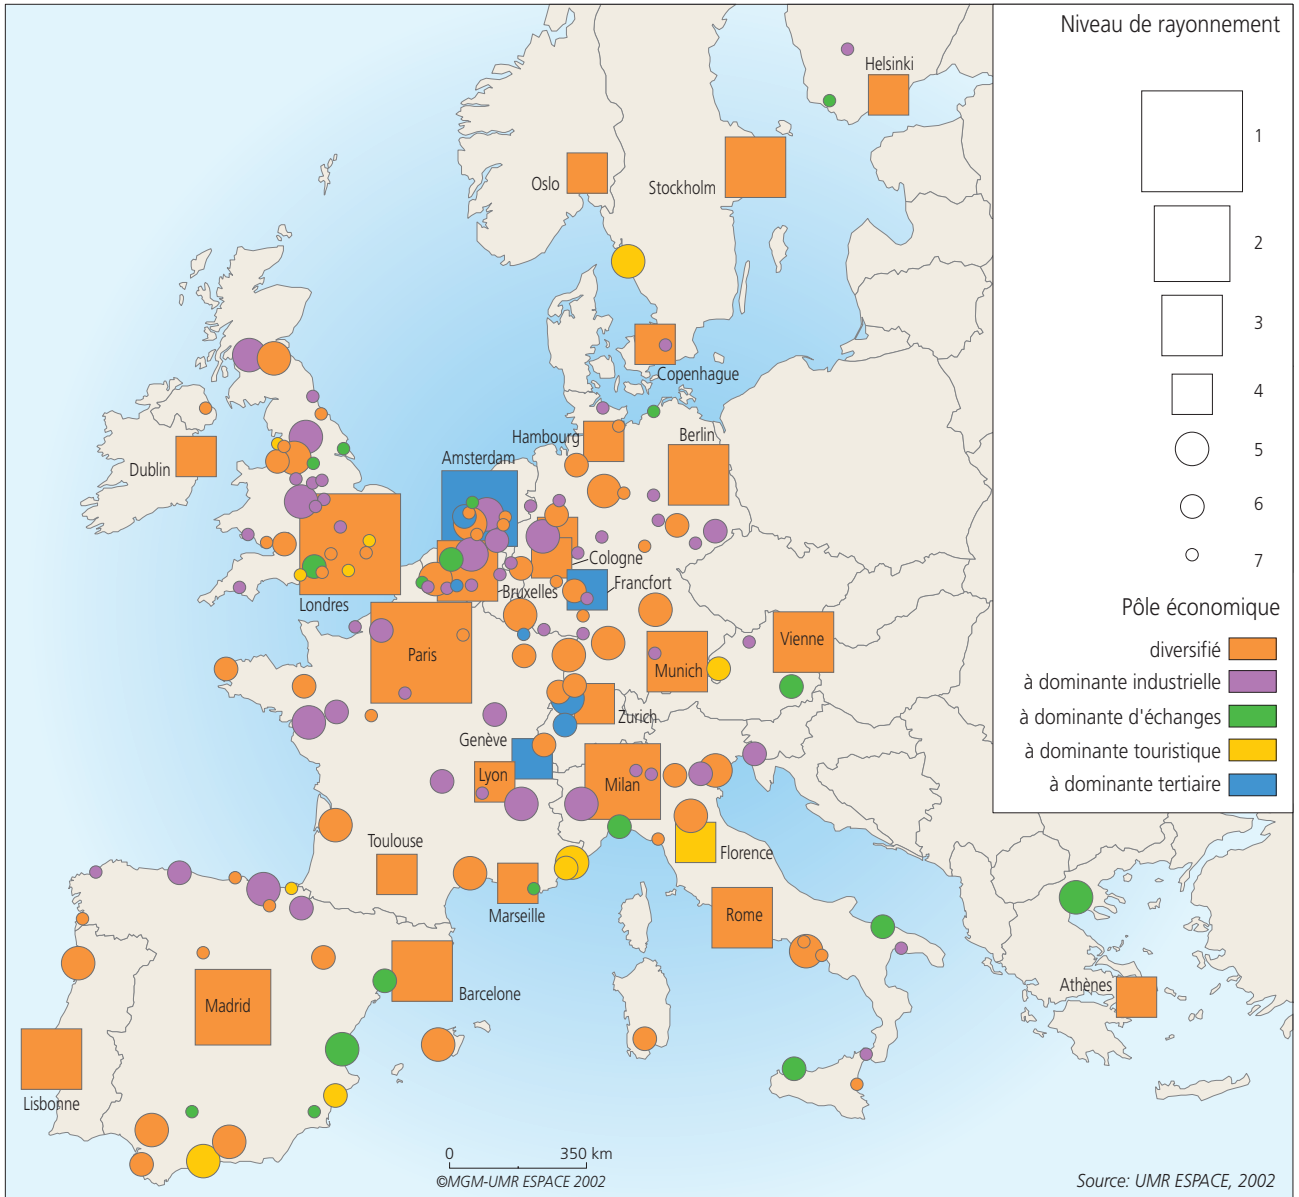 Niveau de rayonnement
1
2
3
4
5
6
7
Pôle économique
diversifié
à dominante industrielle
à dominante d'échanges
à dominante touristique
à dominante tertiaire
Helsinki
Oslo
Stockholm
Copenhague
Hambourg
Berlin
Dublin
Amsterdam
Cologne
Francfort
Bruxelles
Londres
Paris
Munich
Vienne
Zurich
Genève
Lyon
Milan
Toulouse
Florence
Marseille
Rome
Barcelone
Madrid
Athènes
Lisbonne
0 350 km
©MGM-UMR ESPACE 2002
Source: UMR ESPACE, 2002